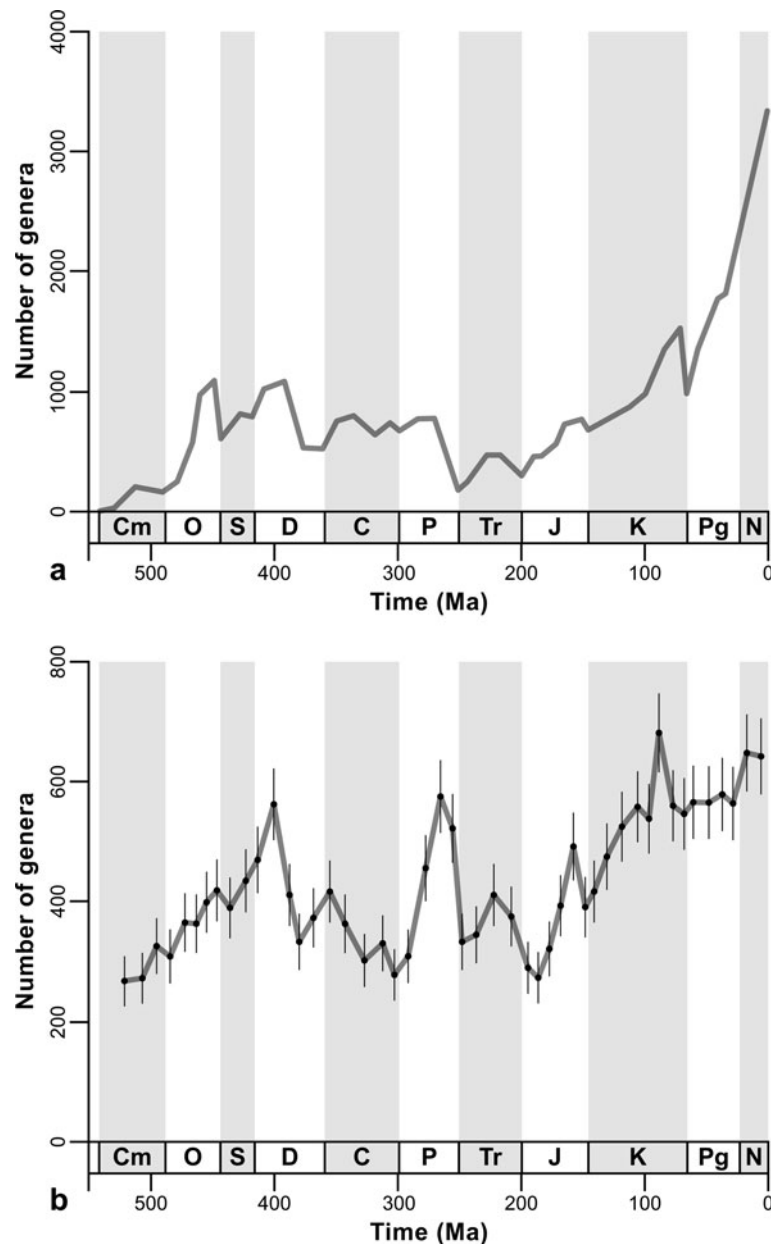 4000
3000
2000
1000
0
Number of genera
Cm O S D C P Tr J K Pg N
a
500 400 300 200 100 0
Time (Ma)
800
600
400
200
0
Number of genera
Cm O S D C P Tr J K Pg N
b
500 400 300 200 100 0
Time (Ma)